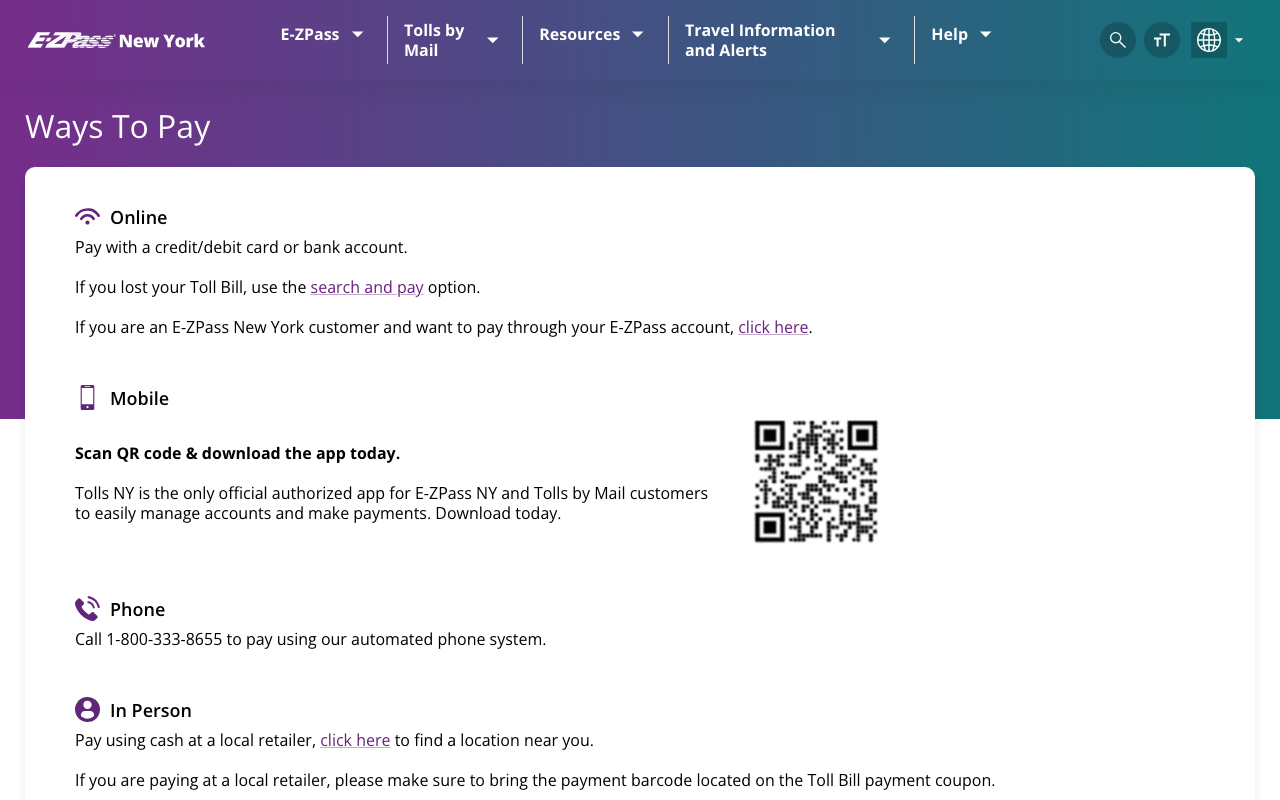 E-ZPass New York
E-ZPass
Tolls by
Mail
Resources
Travel Information
and Alerts
Help
Ways To Pay
Online
Pay with a credit/debit card or bank account.
If you lost your Toll Bill, use the search and pay option.
If you are an E-ZPass New York customer and want to pay through your E-ZPass account, click here.
Mobile
Scan QR code & download the app today.
Tolls NY is the only official authorized app for E-ZPass NY and Tolls by Mail customers
to easily manage accounts and make payments. Download today.
Phone
Call 1-800-333-8655 to pay using our automated phone system.
In Person
Pay using cash at a local retailer, click here to find a location near you.
If you are paying at a local retailer, please make sure to bring the payment barcode located on the Toll Bill payment coupon.